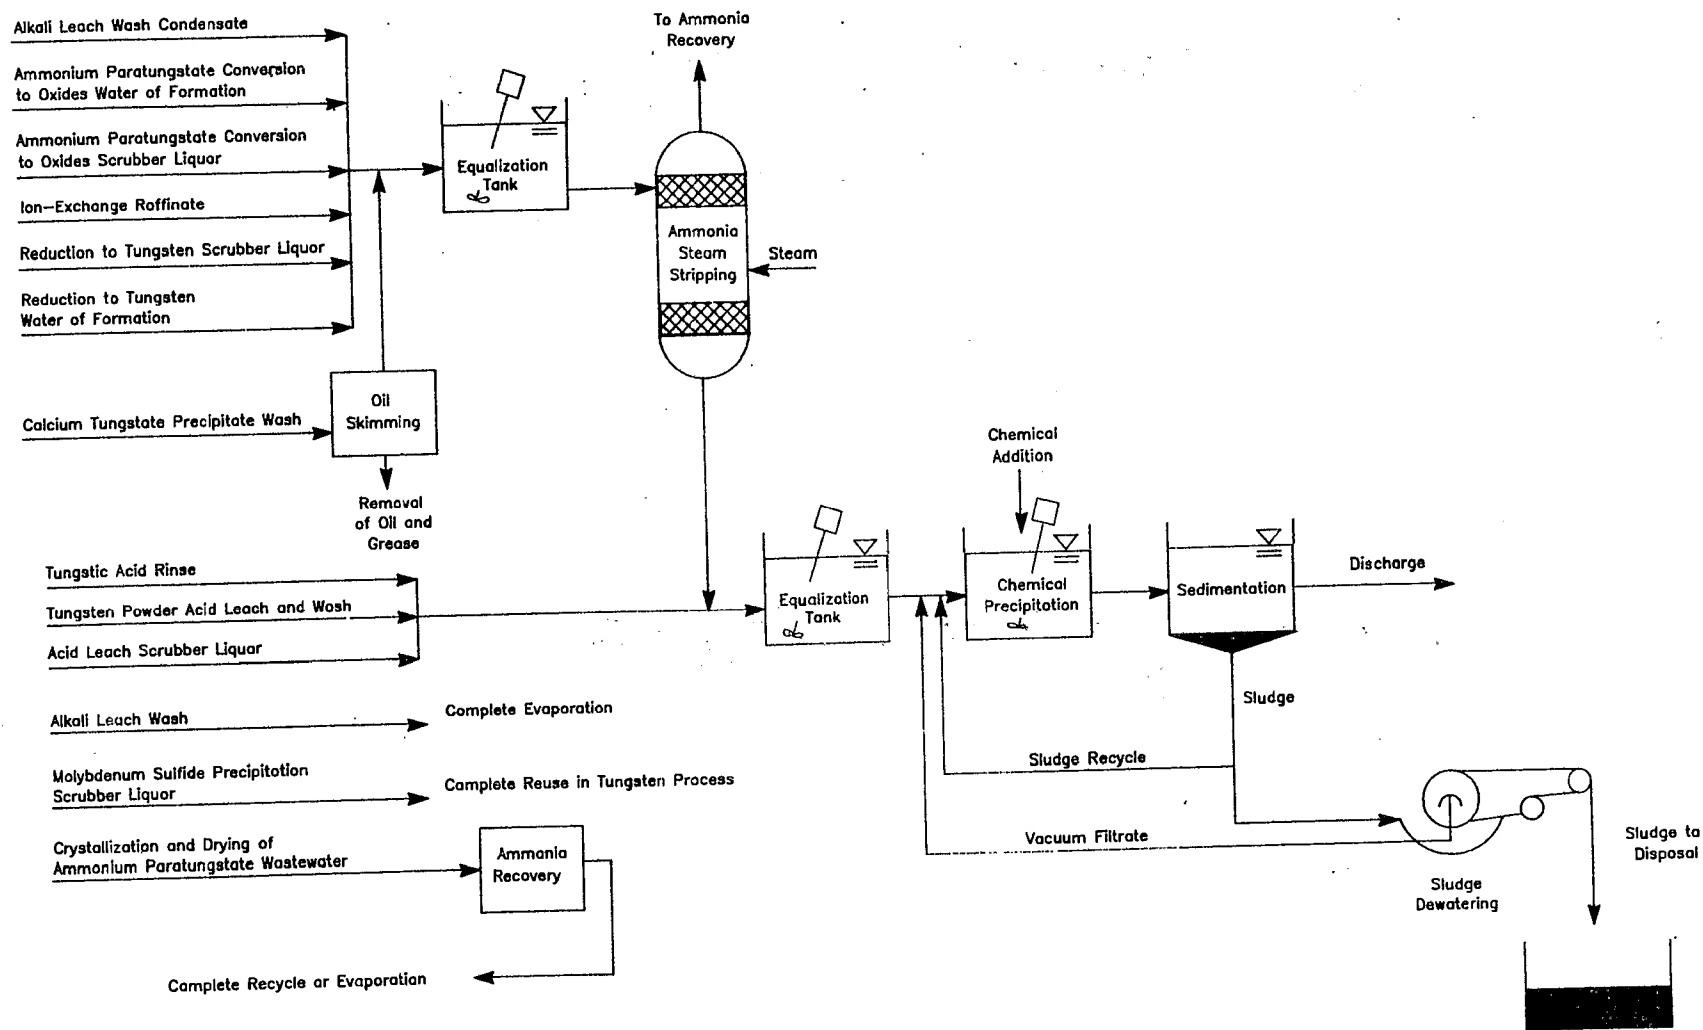 To Ammonia
Recovery
Alkali Leach Wash Condensate
Ammonium Paratungstate Conversion
to Oxides Water of Formation
Ammonium Paratungstate Conversion
to Oxides Scrubber Liquor
Ion-Exchange Raffinate
Reduction to Tungsten Scrubber Liquor
Reduction to Tungsten
Water of Formation
Equalization
Tank
Ammonia
Steam
Stripping
Steam
Oil
Skimming
Calcium Tungstate Precipitate Wash
Removal
of Oil and
Grease
Chemical
Addition
Tungstic Acid Rinse
Tungsten Powder Acid Leach and Wash
Acid Leach Scrubber Liquor
Equalization
Tank
Chemical
Precipitation
Sedimentation
Discharge
Sludge
Alkali Leach Wash
Complete Evaporation
Molybdenum Sulfide Precipitation
Scrubber Liquor
Complete Reuse in Tungsten Process
Sludge Recycle
Vacuum Filtrate
Crystallization and Drying of
Ammonium Paratungstate Wastewater
Ammonia
Recovery
Sludge to
Disposal
Sludge
Dewatering
Complete Recycle or Evaporation